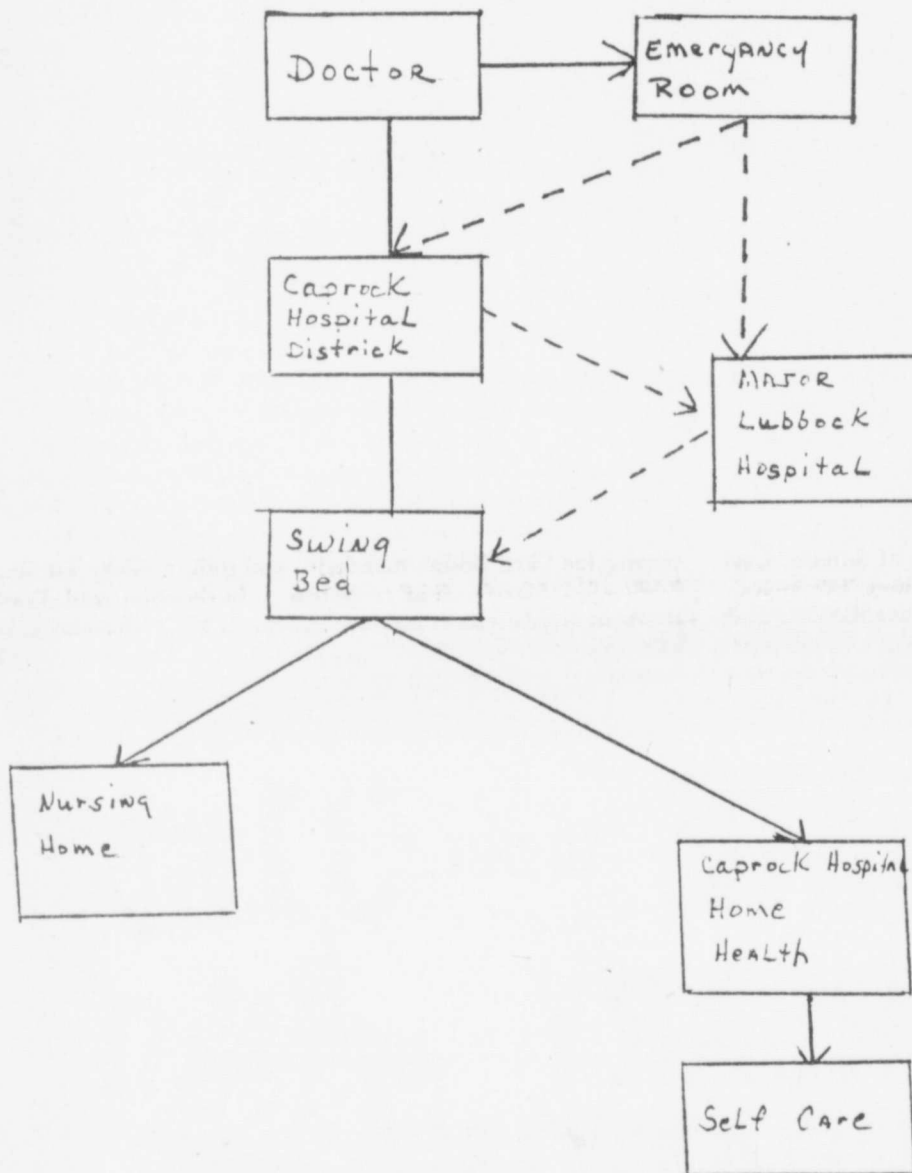 Doctor
Emergancy
Room
Caprock
Hospital
Districk
Major
Lubbock
Hospital
Swing
Bed
Nursing
Home
Caprock Hospital
Home
Health
Self Care